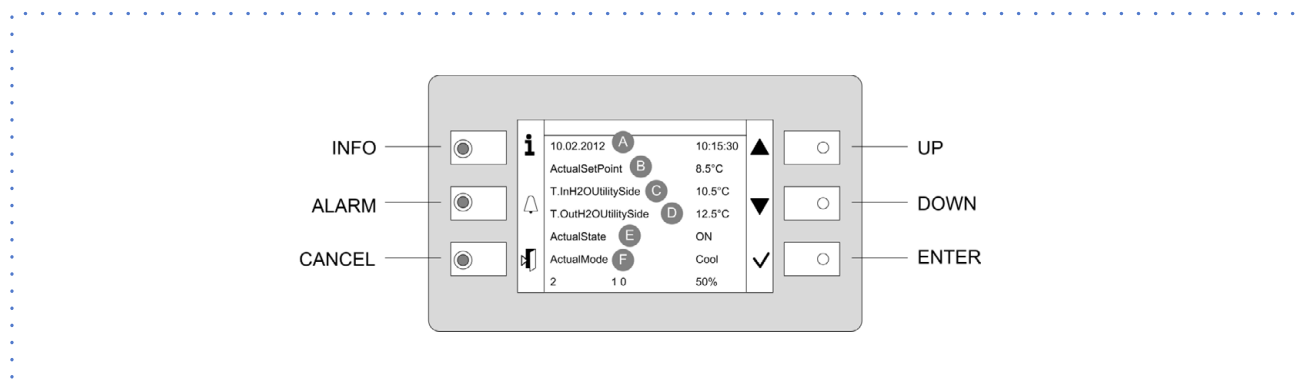 INFO
ALARM
CANCEL
i
10.02.2012 A 10:15:30
ActualSetPoint B 8.5°C
T.InH2OUtilitySide C 10.5°C
T.OutH2OUtilitySide D 12.5°C
ActualState E ON
ActualMode F Cool
2 1 0 50%
UP
DOWN
ENTER